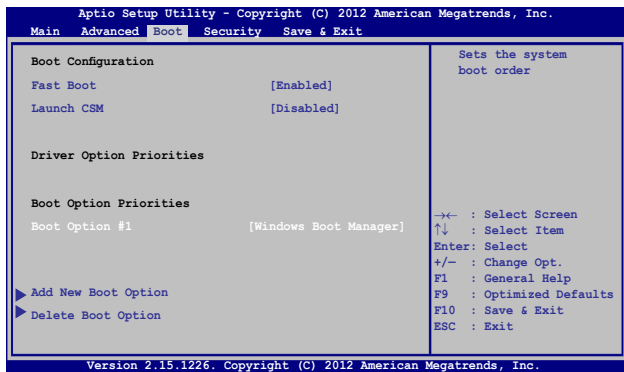 Aptio Setup Utility - Copyright (C) 2012 American Megatrends, Inc.
Main Advanced Boot Security Save & Exit
Boot Configuration
Fast Boot [Enabled]
Launch CSM [Disabled]
Driver Option Priorities
Boot Option Priorities
Boot Option #1 [Windows Boot Manager]
Add New Boot Option
Delete Boot Option
Sets the system
boot order
→← : Select Screen
↑↓ : Select Item
Enter: Select
+/— : Change Opt.
F1 : General Help
F9 : Optimized Defaults
F10 : Save & Exit
ESC : Exit
Version 2.15.1226. Copyright (C) 2012 American Megatrends, Inc.